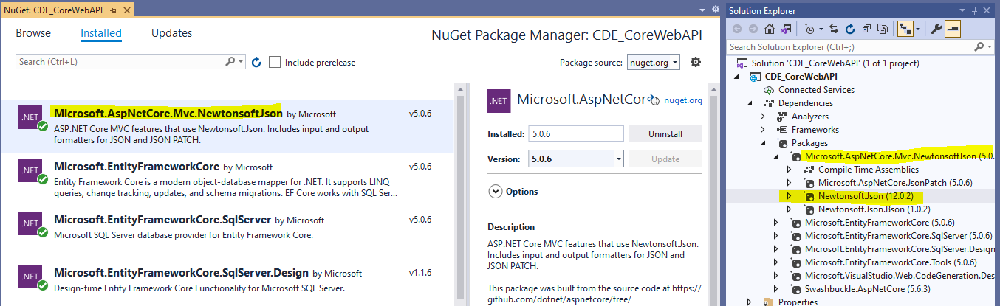 NuGet: CDE_CoreWebAPI
Browse Installed Updates
NuGet Package Manager: CDE_CoreWebAPI
Search (Ctrl+L)
Include prerelease
Package source: nuget.org
.NET Microsoft.AspNetCore.Mvc.NewtonsoftJson by Microsoft v5.0.6
ASP.NET Core MVC features that use Newtonsoft.Json. Includes input and output
formatters for JSON and JSON PATCH.
.NET Microsoft.EntityFrameworkCore by Microsoft v5.0.6
Entity Framework Core is a modern object-database mapper for .NET. It supports LINQ
queries, change tracking, updates, and schema migrations. EF Core works with SQL Ser...
.NET Microsoft.EntityFrameworkCore.SqlServer by Microsoft v5.0.6
Microsoft SQL Server database provider for Entity Framework Core.
.NET Microsoft.EntityFrameworkCore.SqlServer.Design by Microsoft v1.1.6
Design-time Entity Framework Core Functionality for Microsoft SQL Server.
.NET Microsoft.AspNetCor nuget.org
Installed: 5.0.6 Uninstall
Version: 5.0.6 Update
Options
Description
ASP.NET Core MVC features that use Newtonsoft.Json.
Includes input and output formatters for JSON and
JSON PATCH.
This package was built from the source code at https://
github.com/dotnet/aspnetcore/tree/
Solution Explorer
Search Solution Explorer (Ctrl+;)
Solution 'CDE_CoreWebAPI' (1 of 1 project)
CDE_CoreWebAPI
Connected Services
Dependencies
Analyzers
Frameworks
Packages
Microsoft.AspNetCore.Mvc.NewtonsoftJson (5.0.
Compile Time Assemblies
Microsoft.AspNetCore.JsonPatch (5.0.6)
Newtonsoft.Json (12.0.2)
Newtonsoft.Json.Bson (1.0.2)
Microsoft.EntityFrameworkCore (5.0.6)
Microsoft.EntityFrameworkCore.SqlServer (5.0.6)
Microsoft.EntityFrameworkCore.SqlServer.Design
Microsoft.EntityFrameworkCore.Tools (5.0.6)
Microsoft.VisualStudio.Web.CodeGeneration.Des
Swashbuckle.AspNetCore (5.6.3)
Properties